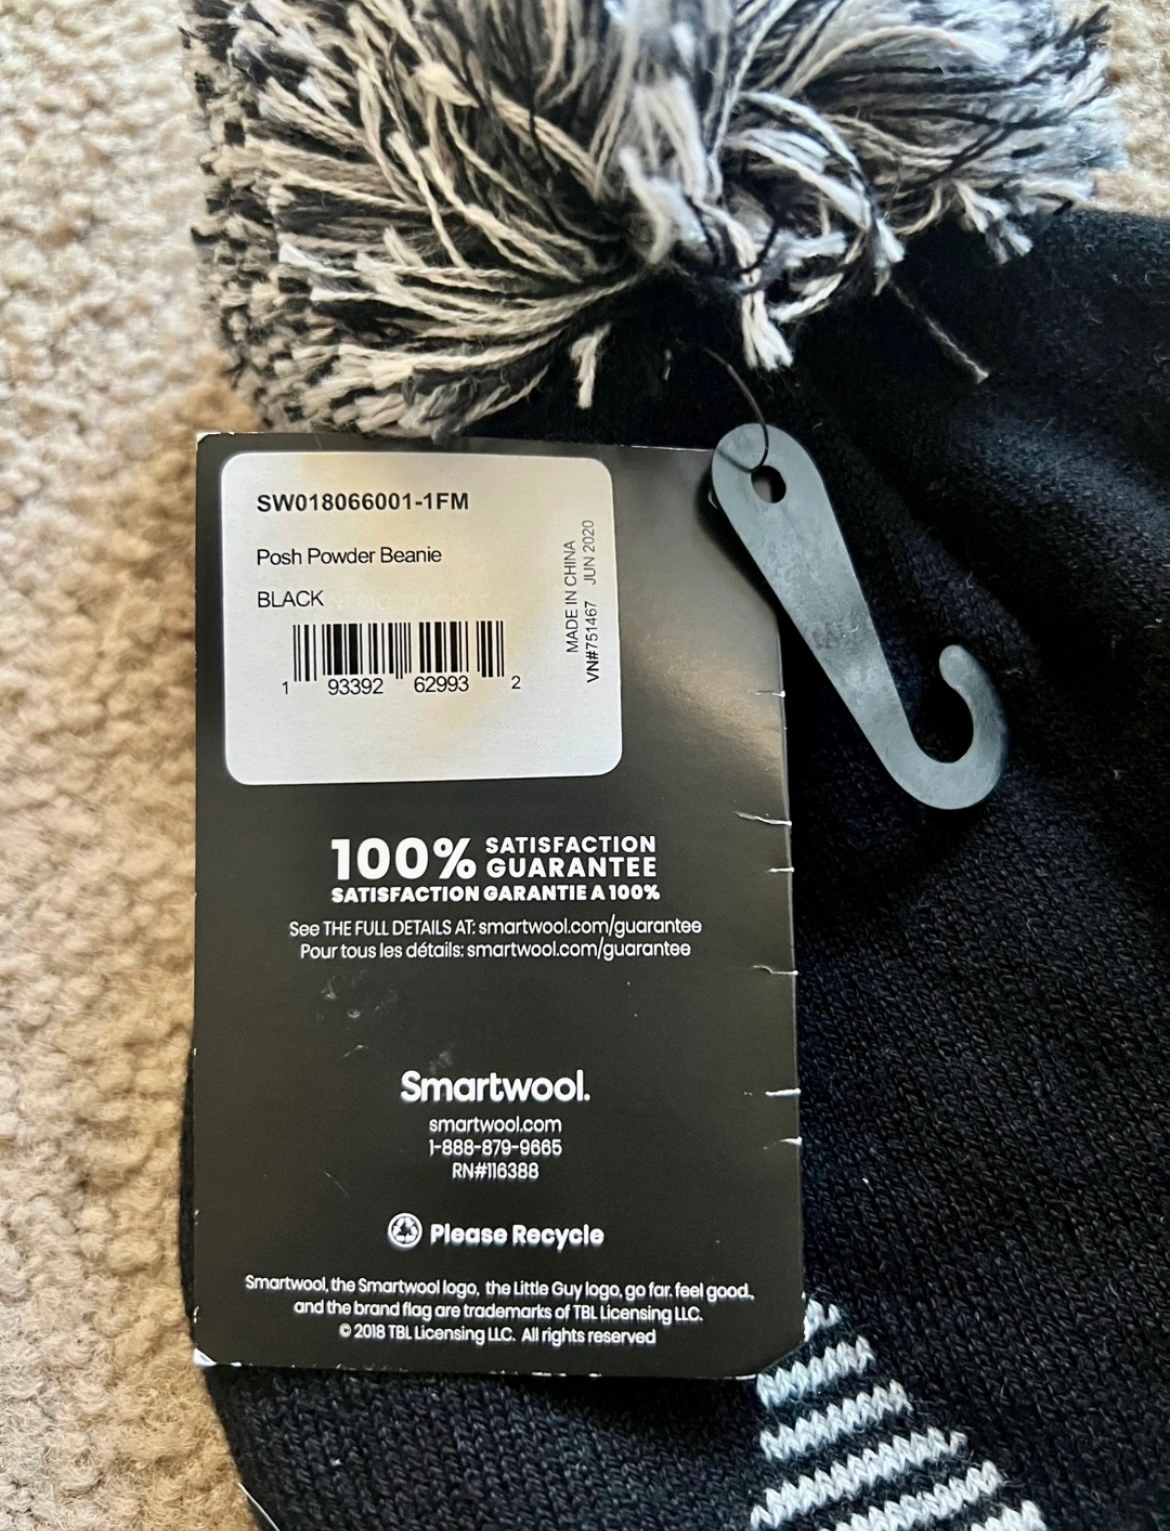 SW018066001-1FM
Posh Powder Beanie
BLACK
1 93392 62993 2
MADE IN CHINA
VN#751467 JUN 2020
100% SATISFACTION
GUARANTEE
SATISFACTION GARANTIE A 100%
See THE FULL DETAILS AT: smartwool.com/guarantee
Pour tous les détails: smartwool.com/guarantee
Smartwool.
smartwool.com
1-888-879-9665
RN#116388
Please Recycle
Smartwool, the Smartwool logo, the Little Guy logo, go far. feel good.,
and the brand flag are trademarks of TBL Licensing LLC.
© 2018 TBL Licensing LLC. All rights reserved